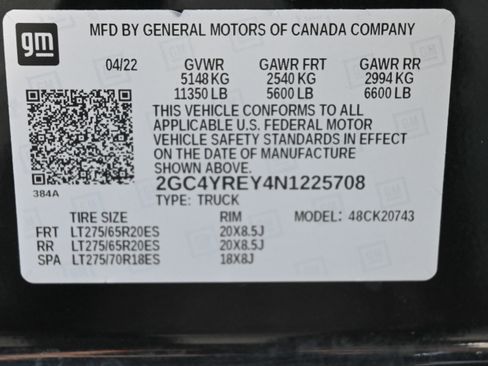 gm MFD BY GENERAL MOTORS OF CANADA COMPANY
04/22 GVWR GAWR FRT GAWR RR
5148 KG 2540 KG 2994 KG
11350 LB 5600 LB 6600 LB
THIS VEHICLE CONFORMS TO ALL
APPLICABLE U.S. FEDERAL MOTOR
VEHICLE SAFETY STANDARDS IN EFFECT
ON THE DATE OF MANUFACTURE
SHOWN ABOVE.
384A 2GC4YREY4N1225708
TYPE: TRUCK
TIRE SIZE RIM MODEL: 48CK20743
FRT LT275/65R20ES 20X8.5J
RR LT275/65R20ES 20X8.5J
SPA LT275/70R18ES 18X8J